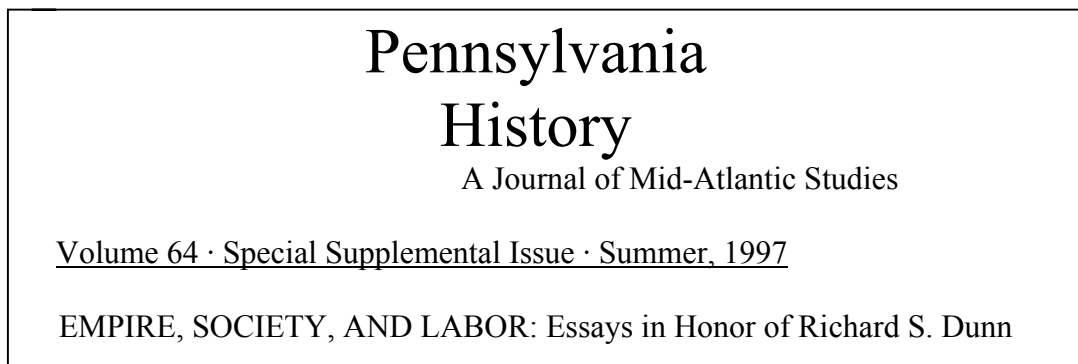 Pennsylvania
History
A Journal of Mid-Atlantic Studies
Volume 64 · Special Supplemental Issue · Summer, 1997
EMPIRE, SOCIETY, AND LABOR: Essays in Honor of Richard S. Dunn